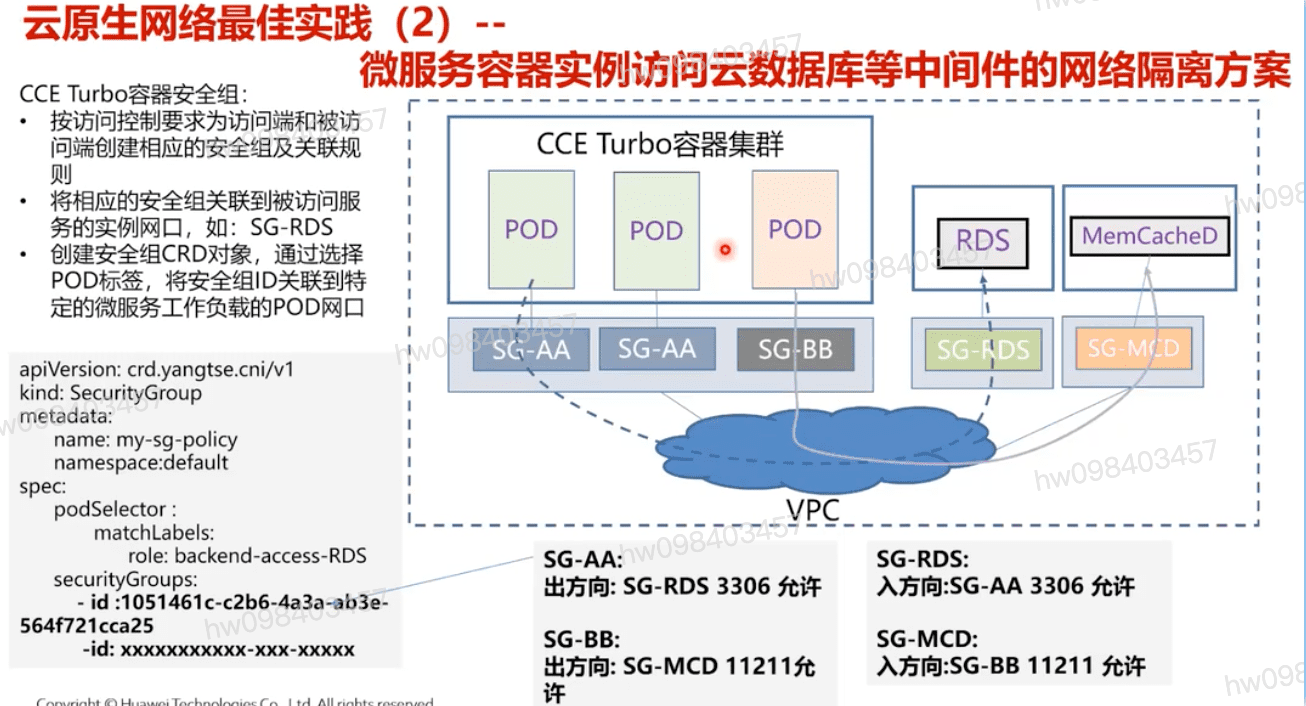 云原生网络最佳实践（2）--
微服务容器实例访问云数据库等中间件的网络隔离方案
CCE Turbo容器安全组：
• 按访问控制要求为访问端和被访
问端创建相应的安全组及关联规
则
• 将相应的安全组关联到被访问服
务的实例网口，如：SG-RDS
• 创建安全组CRD对象，通过选择
POD标签，将安全组ID关联到特
定的微服务工作负载的POD网口
apiVersion: crd.yangtse.cni/v1
kind: SecurityGroup
metadata:
name: my-sg-policy
namespace:default
spec:
podSelector :
matchLabels:
role: backend-access-RDS
securityGroups:
- id :1051461c-c2b6-4a3a-ab3e-
564f721cca25
-id: xxxxxxxxxxx-xxx-xxxxx
CCE Turbo容器集群
POD
POD
POD
RDS
MemCacheD
SG-AA
SG-AA
SG-BB
SG-RDS
SG-MCD
VPC
SG-AA:
出方向: SG-RDS 3306 允许
SG-BB:
出方向: SG-MCD 11211允
许
SG-RDS:
入方向:SG-AA 3306 允许
SG-MCD:
入方向:SG-BB 11211 允许
Copyright © Huawei Technologies Co., Ltd. All rights reserved.
hw098403457
hw098403457
hw098403457
hw098403457
hw098403457
hw098403457
hw098403457